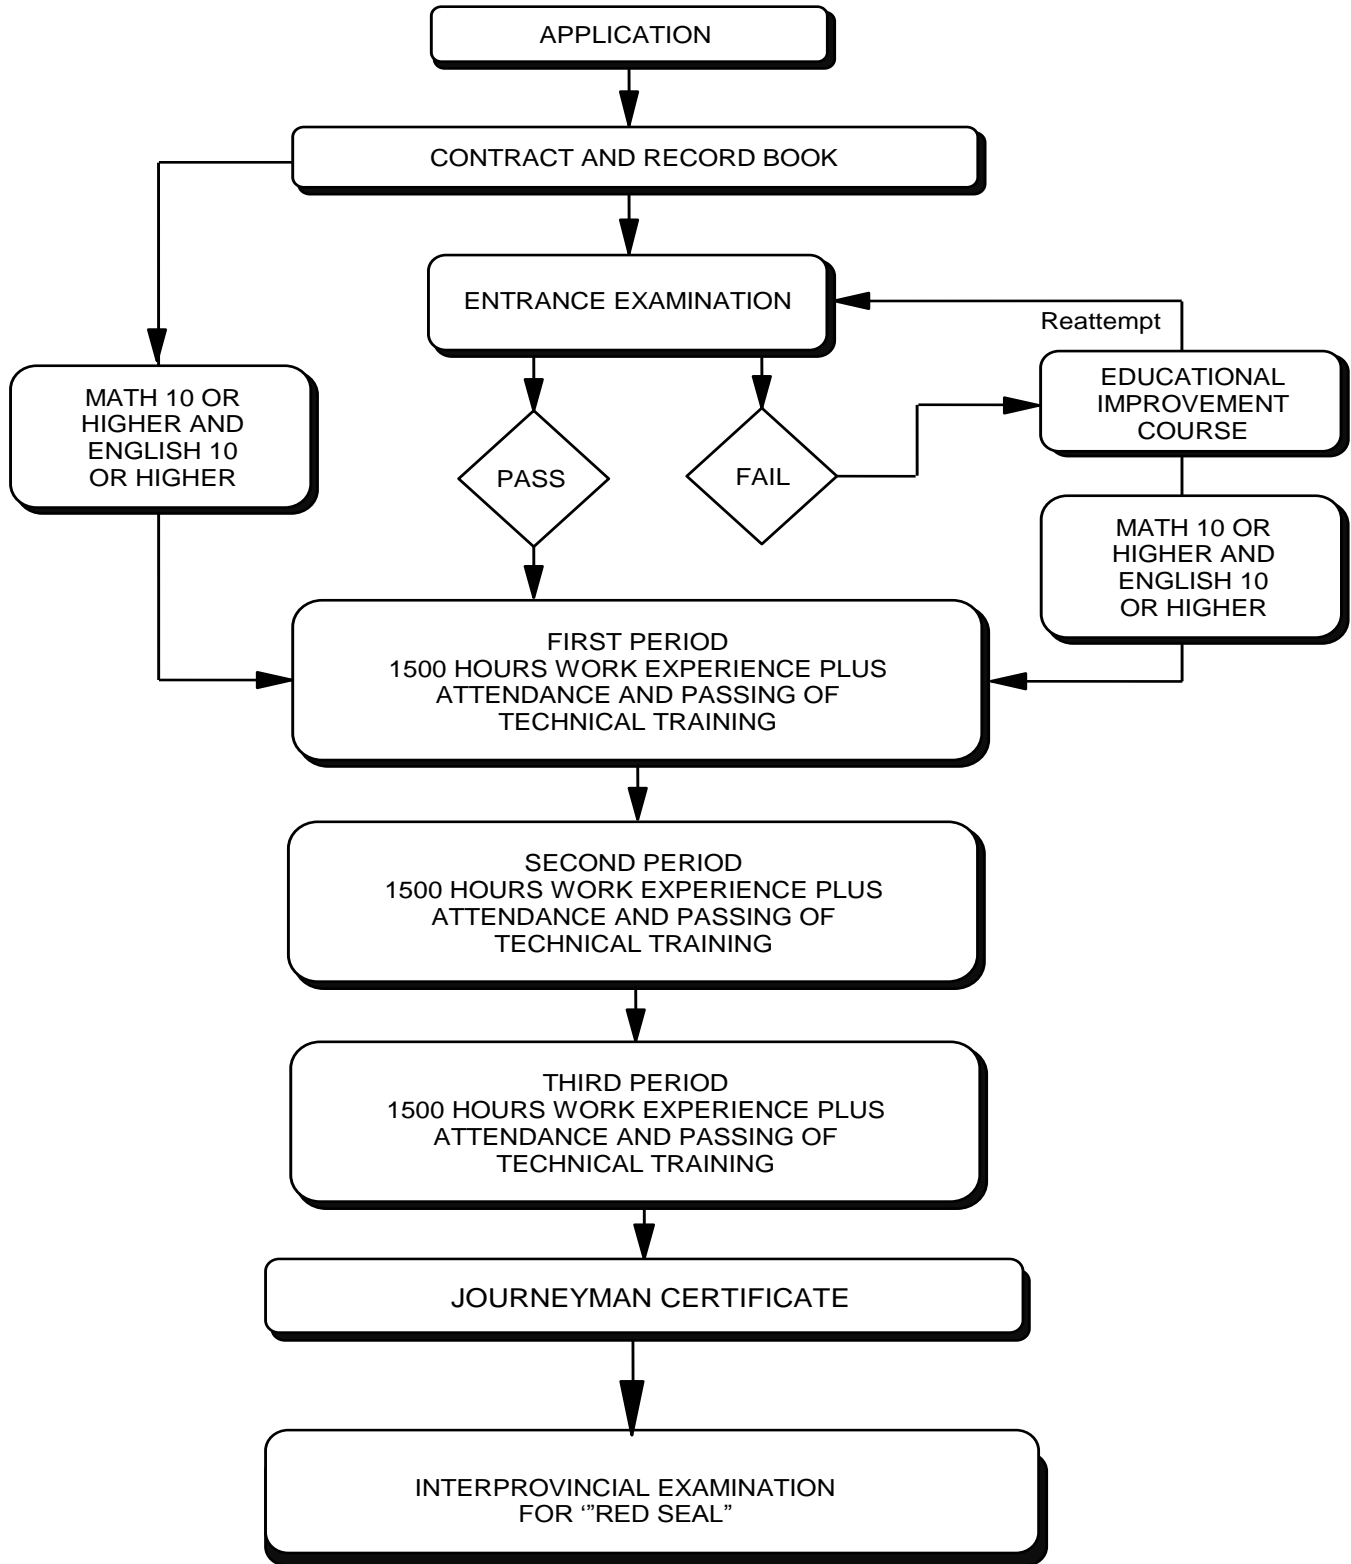 APPLICATION
CONTRACT AND RECORD BOOK
ENTRANCE EXAMINATION
Reattempt
MATH 10 OR
HIGHER AND
ENGLISH 10
OR HIGHER
PASS
FAIL
EDUCATIONAL
IMPROVEMENT
COURSE
MATH 10 OR
HIGHER AND
ENGLISH 10
OR HIGHER
FIRST PERIOD
1500 HOURS WORK EXPERIENCE PLUS
ATTENDANCE AND PASSING OF
TECHNICAL TRAINING
SECOND PERIOD
1500 HOURS WORK EXPERIENCE PLUS
ATTENDANCE AND PASSING OF
TECHNICAL TRAINING
THIRD PERIOD
1500 HOURS WORK EXPERIENCE PLUS
ATTENDANCE AND PASSING OF
TECHNICAL TRAINING
JOURNEYMAN CERTIFICATE
INTERPROVINCIAL EXAMINATION
FOR ‘”RED SEAL”